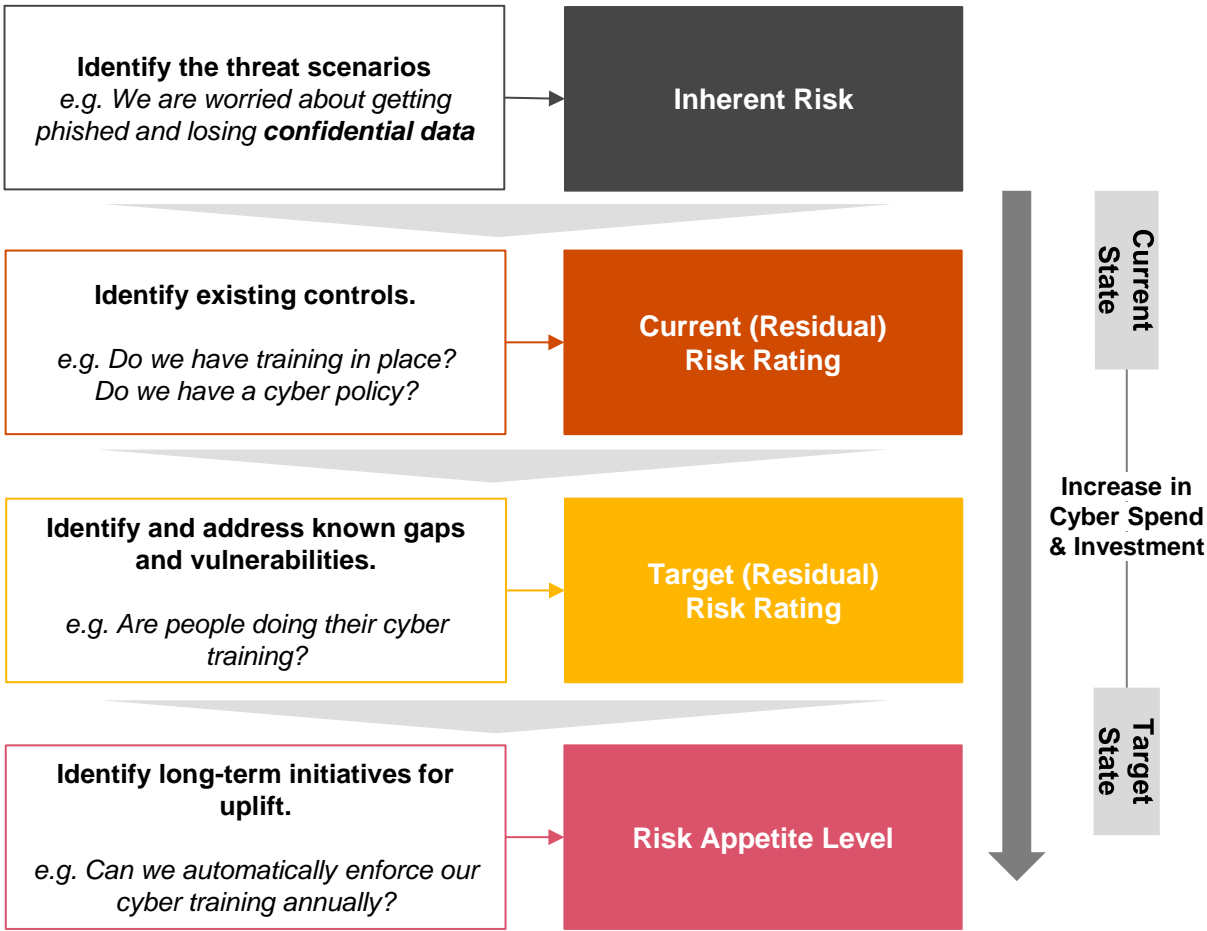 Identify the threat scenarios
e.g. We are worried about getting
phished and losing confidential data
Inherent Risk
Identify existing controls.
e.g. Do we have training in place?
Do we have a cyber policy?
Current (Residual)
Risk Rating
Identify and address known gaps
and vulnerabilities.
e.g. Are people doing their cyber
training?
Target (Residual)
Risk Rating
Identify long-term initiatives for
uplift.
e.g. Can we automatically enforce our
cyber training annually?
Risk Appetite Level
Current
State
Increase in
Cyber Spend
& Investment
Target
State